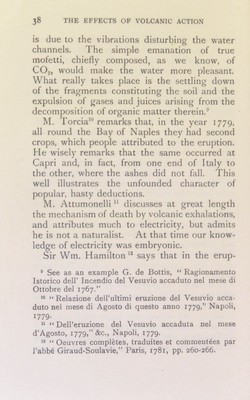 38 THE EFFECTS OF VOLCANIC ACTION
is due to the vibrations disturbing the water
channels. The simple emanation of true
mofetti, chiefly composed, as we know, of
CO₂, would make the water more pleasant.
What really takes place is the settling down
of the fragments constituting the soil and the
expulsion of gases and juices arising from the
decomposition of organic matter therein.⁹
M. Torcia¹⁰ remarks that, in the year 1779,
all round the Bay of Naples they had second
crops, which people attributed to the eruption.
He wisely remarks that the same occurred at
Capri and, in fact, from one end of Italy to
the other, where the ashes did not fall. This
well illustrates the unfounded character of
popular, hasty deductions.
M. Attumonelli¹¹ discusses at great length
the mechanism of death by volcanic exhalations,
and attributes much to electricity, but admits
he is not a naturalist. At that time our know-
ledge of electricity was embryonic.
Sir Wm. Hamilton¹² says that in the erup-
⁹ See as an example G. de Bottis, "Ragionamento
Istorico dell' Incendio del Vesuvio accaduto nel mese di
Ottobre del 1767."
¹⁰ "Relazione dell'ultimi eruzione del Vesuvio acca-
duto nel mese di Agosto di questo anno 1779," Napoli,
1779.
¹¹ "Dell'eruzione del Vesuvio accaduta nel mese
d'Agosto, 1779," &c., Napoli, 1779.
¹² "Oeuvres complètes, traduites et commentées par
l'abbé Giraud-Soulavie," Paris, 1781, pp. 260-266.